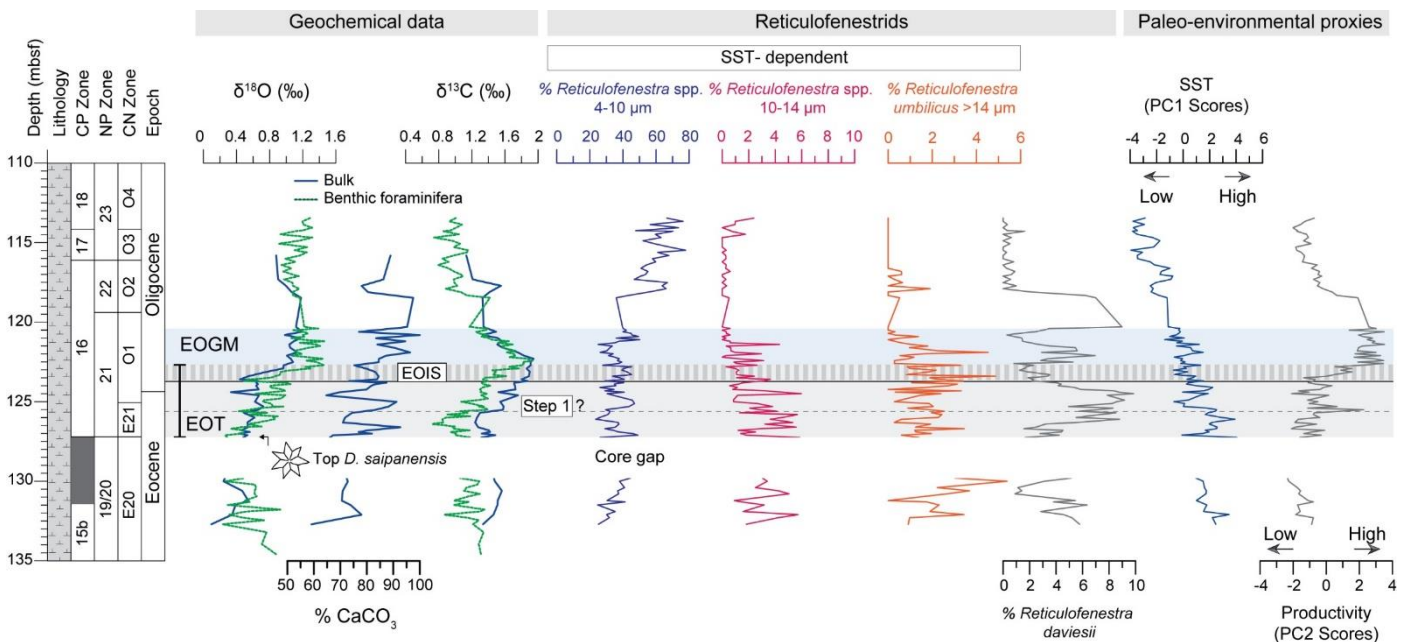 Geochemical data
Reticulofenestrids
Paleo-environmental proxies
SST- dependent
Depth (mbsf)
Lithology
CP Zone
NP Zone
CN Zone
Epoch
δ¹⁸O (‰)
δ¹³C (‰)
% Reticulofenestra spp.
4-10 µm
% Reticulofenestra spp.
10-14 µm
% Reticulofenestra
umbilicus >14 µm
SST
(PC1 Scores)
0 0.4 0.8 1.2 1.6
0.4 0.8 1.2 1.6 2
0 20 40 60 80
0 2 4 6 8 10
0 2 4 6
-4 -2 0 2 4 6
Low High
Bulk
Benthic foraminifera
110
115
120
125
130
135
18
17
16
15b
23
22
21
19/20
O4
O3
O2
O1
E21
E20
Oligocene
Eocene
EOGM
EOIS
Step 1 ?
EOT
Top D. saipanensis
Core gap
Low High
50 60 70 80 90 100
% CaCO₃
0 2 4 6 8 10
% Reticulofenestra
daviesii
-4 -2 0 2 4
Productivity
(PC2 Scores)